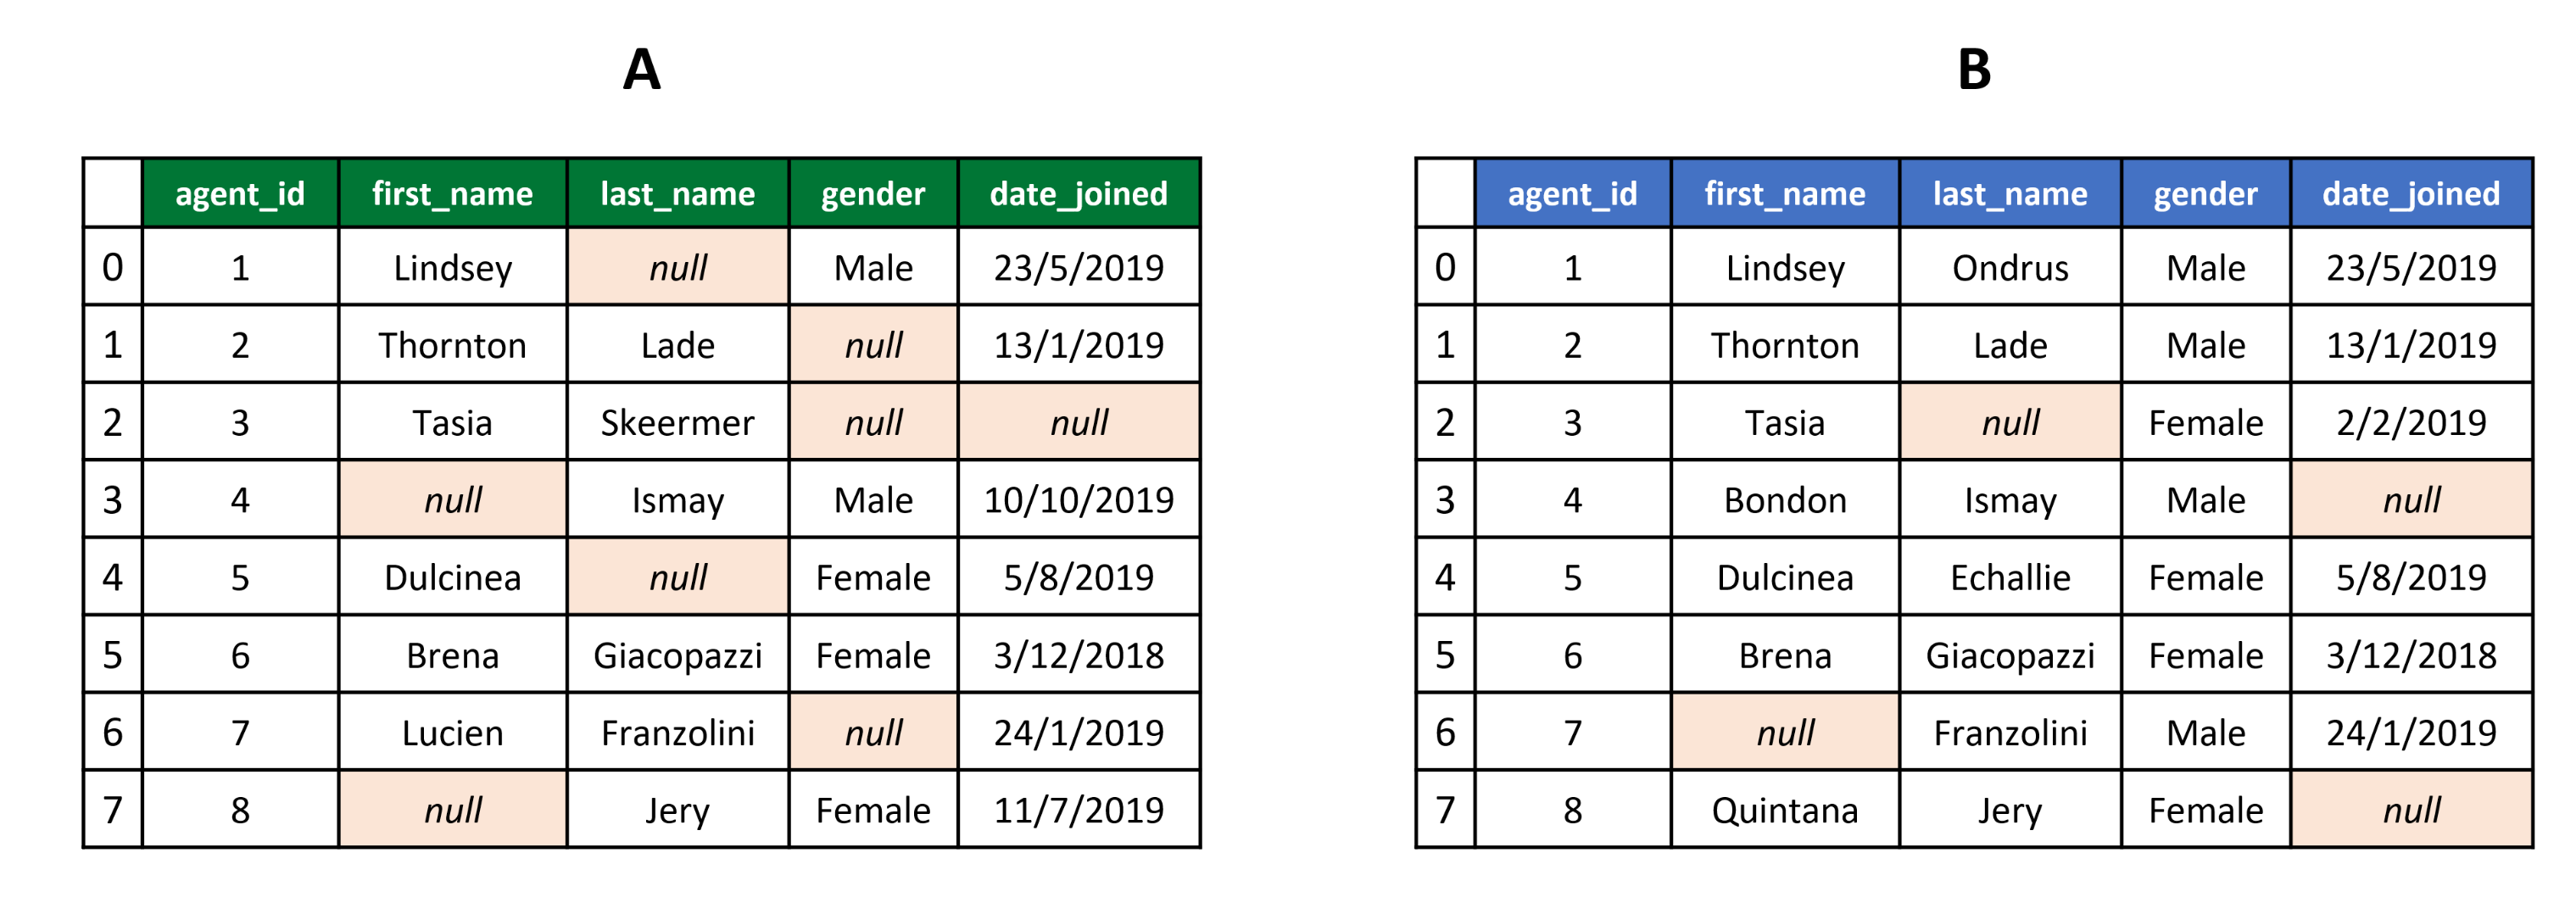 A
agent_id first_name last_name gender date_joined
0 1 Lindsey null Male 23/5/2019
1 2 Thornton Lade null 13/1/2019
2 3 Tasia Skeermer null null
3 4 null Ismay Male 10/10/2019
4 5 Dulcinea null Female 5/8/2019
5 6 Brena Giacopazzi Female 3/12/2018
6 7 Lucien Franzolini null 24/1/2019
7 8 null Jery Female 11/7/2019
B
agent_id first_name last_name gender date_joined
0 1 Lindsey Ondrus Male 23/5/2019
1 2 Thornton Lade Male 13/1/2019
2 3 Tasia null Female 2/2/2019
3 4 Bondon Ismay Male null
4 5 Dulcinea Echallie Female 5/8/2019
5 6 Brena Giacopazzi Female 3/12/2018
6 7 null Franzolini Male 24/1/2019
7 8 Quintana Jery Female null